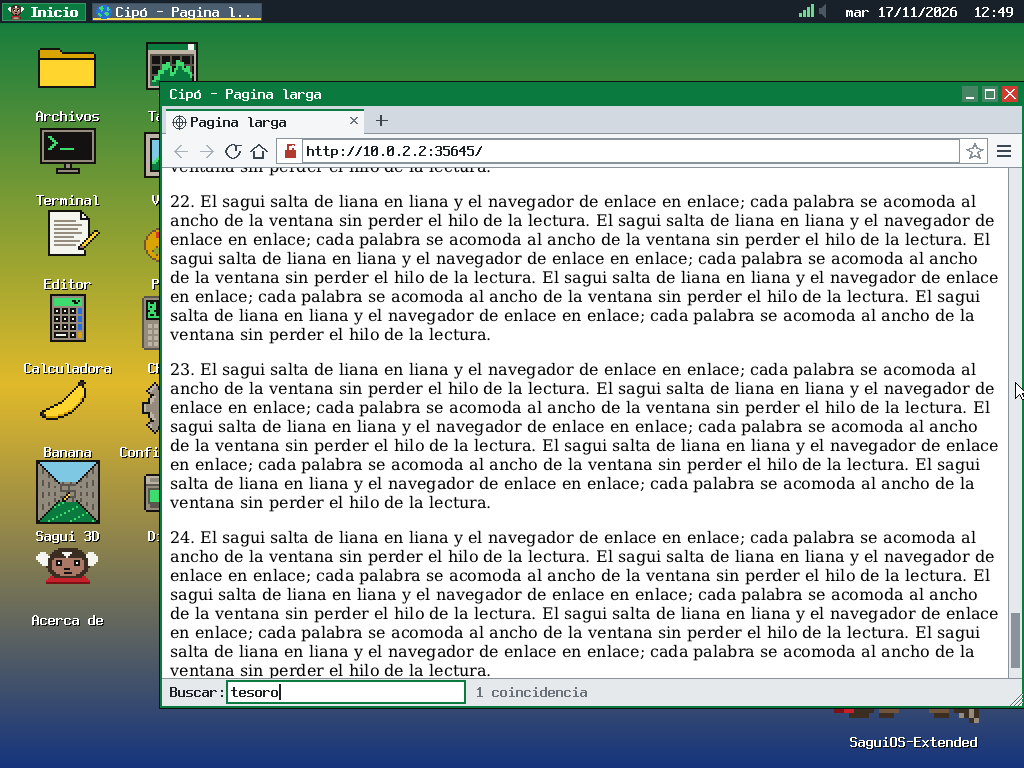 Inicio
Cipó - Pagina l..
mar 17/11/2026 12:49
Archivos
Terminal
Editor
Calculadora
Banana
Sagui 3D
Acerca de
Cipó - Pagina larga
Pagina larga
http://10.0.2.2:35645/
ventana sin perder el hilo de la lectura.
22. El sagui salta de liana en liana y el navegador de enlace en enlace; cada palabra se acomoda al
ancho de la ventana sin perder el hilo de la lectura. El sagui salta de liana en liana y el navegador de
enlace en enlace; cada palabra se acomoda al ancho de la ventana sin perder el hilo de la lectura. El
sagui salta de liana en liana y el navegador de enlace en enlace; cada palabra se acomoda al ancho
de la ventana sin perder el hilo de la lectura. El sagui salta de liana en liana y el navegador de enlace
en enlace; cada palabra se acomoda al ancho de la ventana sin perder el hilo de la lectura. El sagui
salta de liana en liana y el navegador de enlace en enlace; cada palabra se acomoda al ancho de la
ventana sin perder el hilo de la lectura.
23. El sagui salta de liana en liana y el navegador de enlace en enlace; cada palabra se acomoda al
ancho de la ventana sin perder el hilo de la lectura. El sagui salta de liana en liana y el navegador de
enlace en enlace; cada palabra se acomoda al ancho de la ventana sin perder el hilo de la lectura. El
sagui salta de liana en liana y el navegador de enlace en enlace; cada palabra se acomoda al ancho
de la ventana sin perder el hilo de la lectura. El sagui salta de liana en liana y el navegador de enlace
en enlace; cada palabra se acomoda al ancho de la ventana sin perder el hilo de la lectura. El sagui
salta de liana en liana y el navegador de enlace en enlace; cada palabra se acomoda al ancho de la
ventana sin perder el hilo de la lectura.
24. El sagui salta de liana en liana y el navegador de enlace en enlace; cada palabra se acomoda al
ancho de la ventana sin perder el hilo de la lectura. El sagui salta de liana en liana y el navegador de
enlace en enlace; cada palabra se acomoda al ancho de la ventana sin perder el hilo de la lectura. El
sagui salta de liana en liana y el navegador de enlace en enlace; cada palabra se acomoda al ancho
de la ventana sin perder el hilo de la lectura. El sagui salta de liana en liana y el navegador de enlace
en enlace; cada palabra se acomoda al ancho de la ventana sin perder el hilo de la lectura. El sagui
salta de liana en liana y el navegador de enlace en enlace; cada palabra se acomoda al ancho de la
ventana sin perder el hilo de la lectura.
Buscar: tesoro 1 coincidencia
SaguiOS-Extended